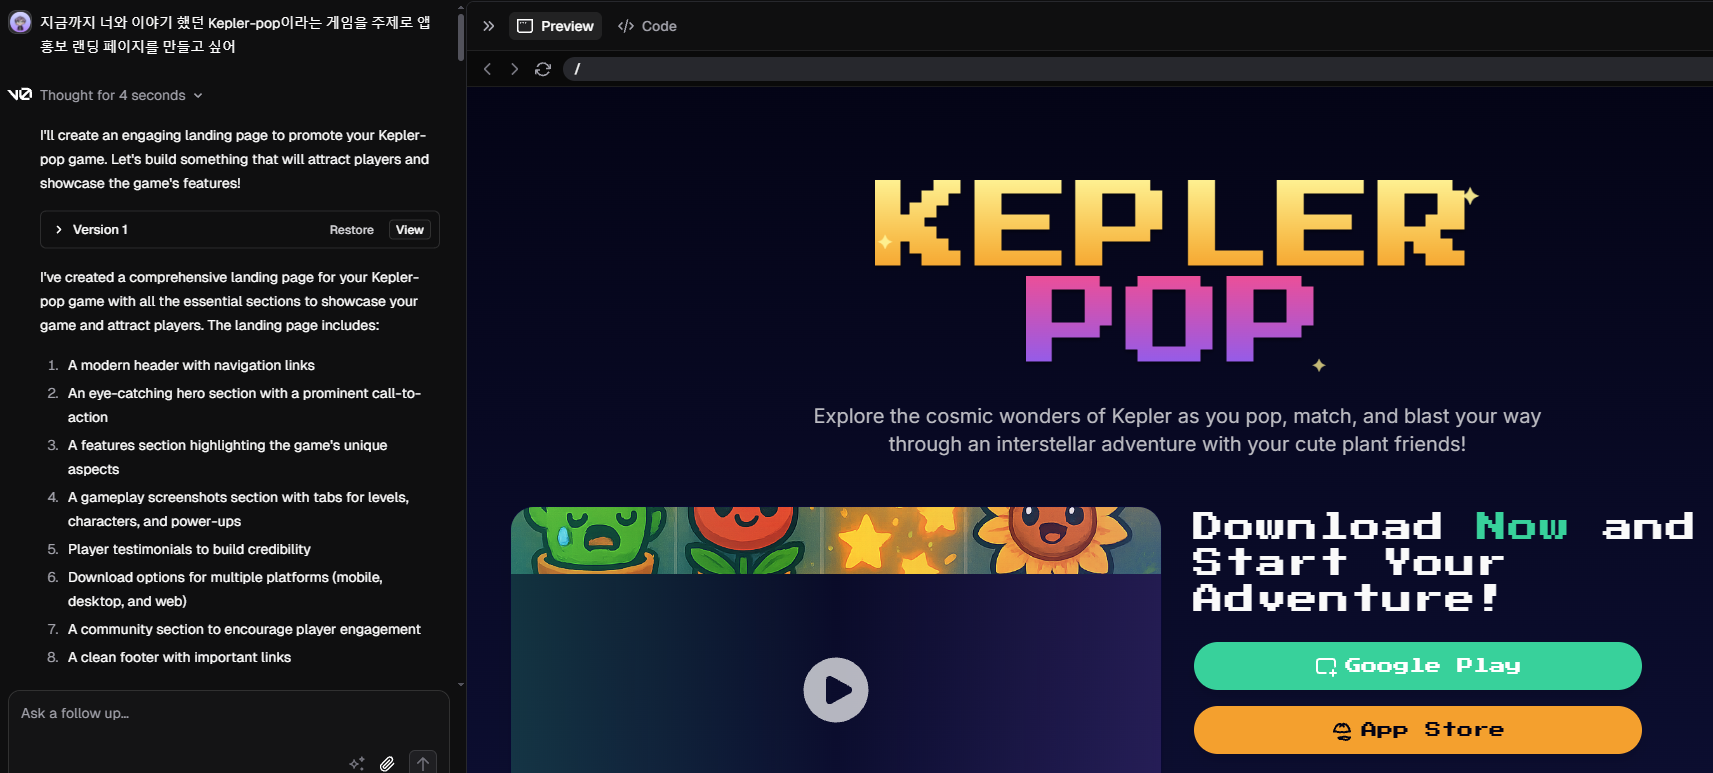 지금까지 너와 이야기 했던 Kepler-pop이라는 게임을 주제로 앱
홍보 랜딩 페이지를 만들고 싶어
v0 Thought for 4 seconds
I'll create an engaging landing page to promote your Kepler-
pop game. Let's build something that will attract players and
showcase the game's features!
Version 1 Restore View
I've created a comprehensive landing page for your Kepler-
pop game with all the essential sections to showcase your
game and attract players. The landing page includes:
1. A modern header with navigation links
2. An eye-catching hero section with a prominent call-to-
action
3. A features section highlighting the game's unique
aspects
4. A gameplay screenshots section with tabs for levels,
characters, and power-ups
5. Player testimonials to build credibility
6. Download options for multiple platforms (mobile,
desktop, and web)
7. A community section to encourage player engagement
8. A clean footer with important links
Ask a follow up...
Preview Code
/
KEPLER
POP
Explore the cosmic wonders of Kepler as you pop, match, and blast your way
through an interstellar adventure with your cute plant friends!
Download Now and
Start Your
Adventure!
Google Play
App Store